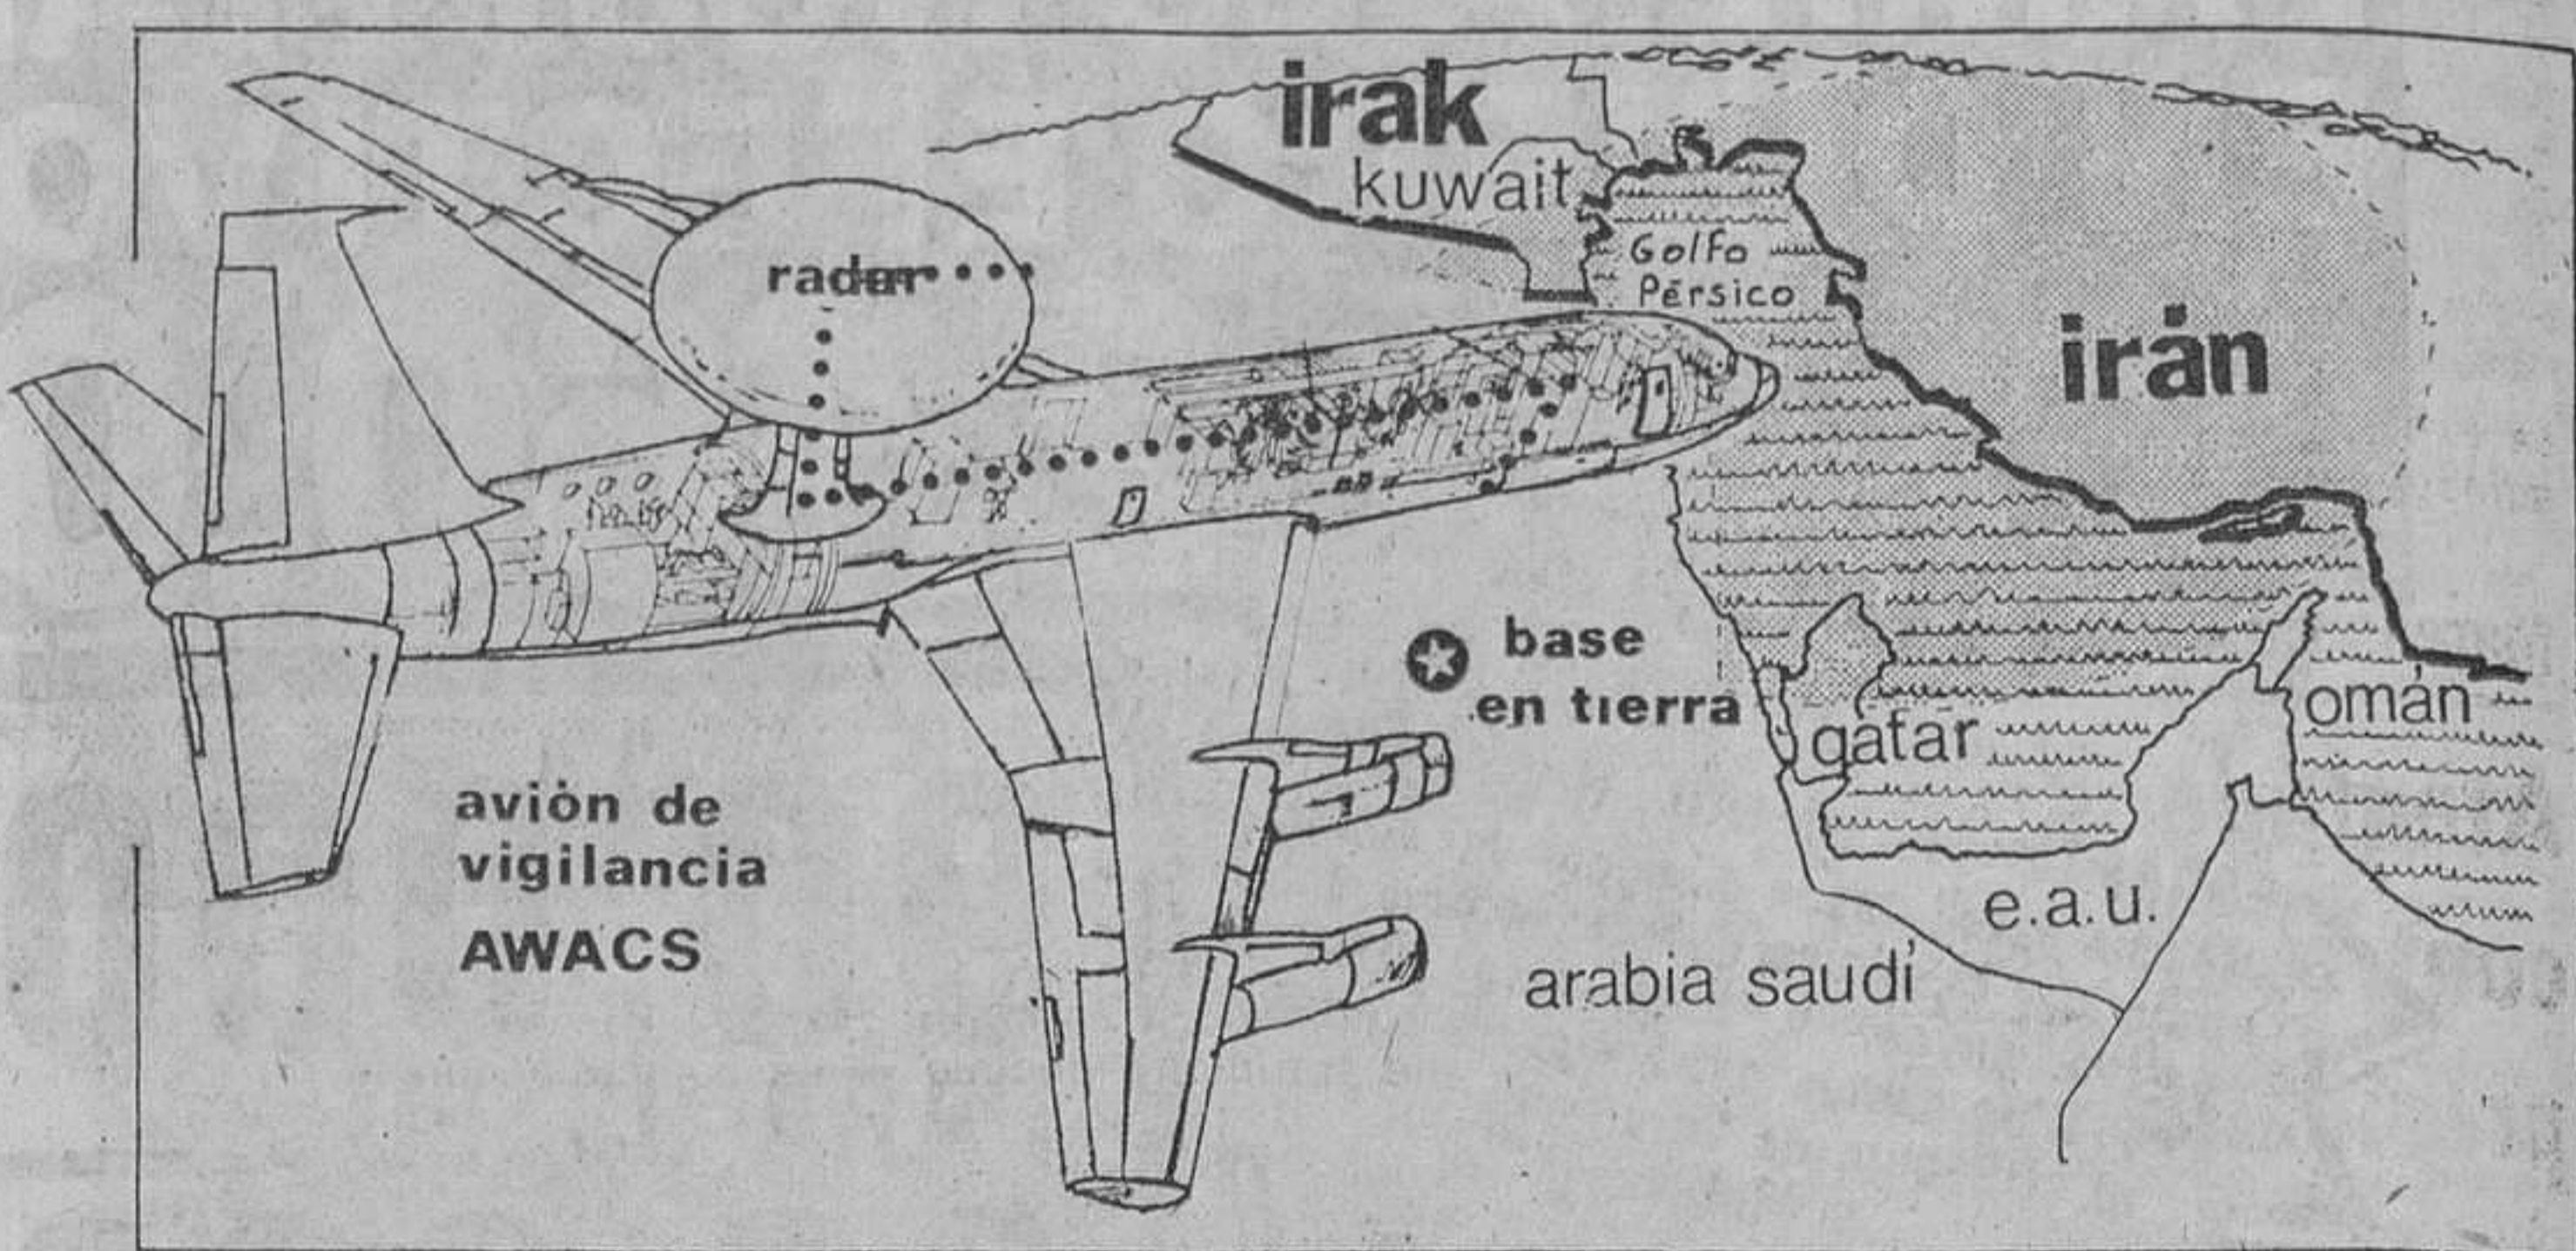 irak
kuwait
Golfo
Pérsico
radar
irán
base
en tierra
omán
qatar
avión de
vigilancia
AWACS
e.a.u.
arabia saudí